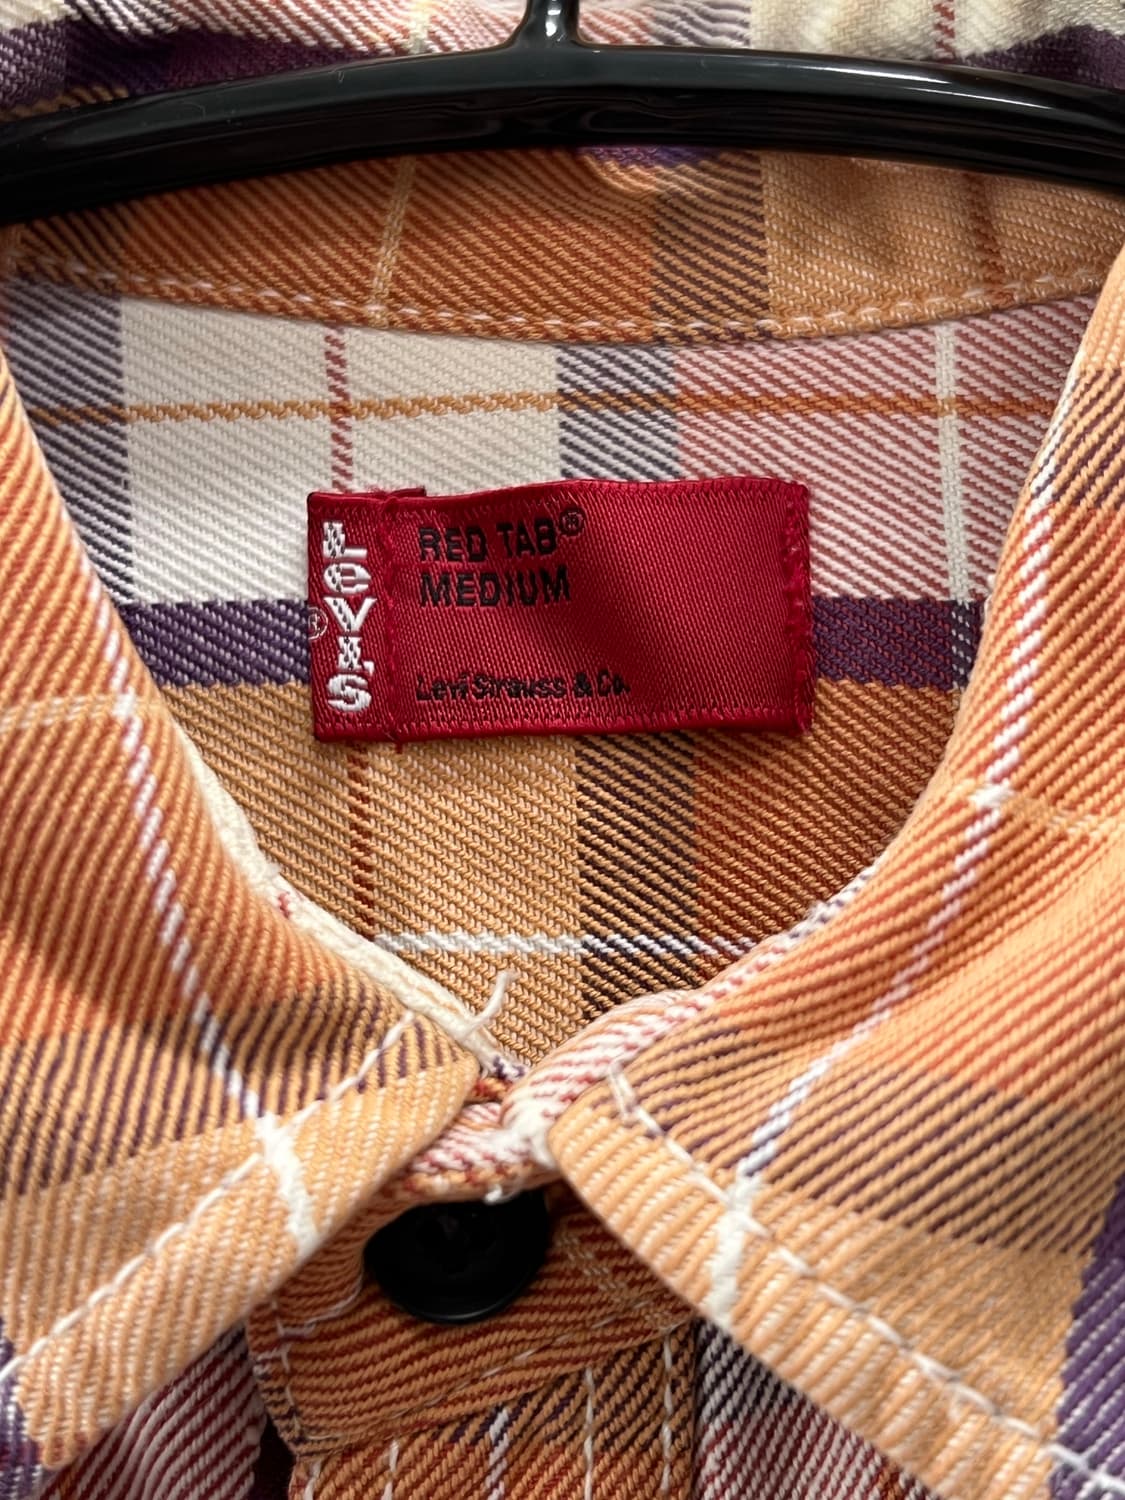 LEVI'S
®
RED TAB®
MEDIUM
Levi Strauss & Co.